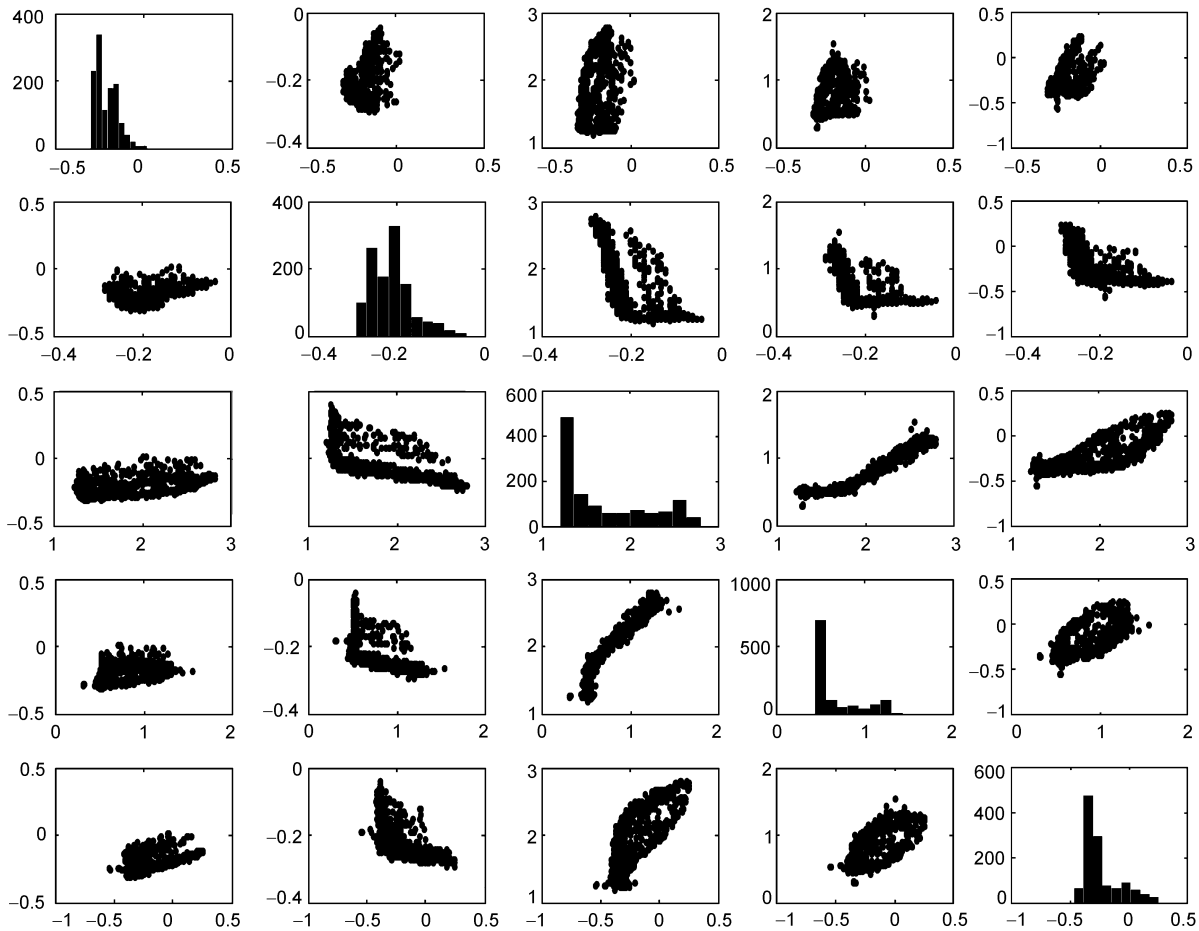 400 0 3 2 0.5
200 −0.2 2 1 0
−0.5
0 −0.4 1 0 −1
−0.5 0 0.5 −0.5 0 0.5 −0.5 0 0.5 −0.5 0 0.5 −0.5 0 0.5
0.5 400 3 2 0.5
0 200 2 1 0
−0.5
−0.5 0 1 0 −1
−0.4 −0.2 0 −0.4 −0.2 0 −0.4 −0.2 0 −0.4 −0.2 0 −0.4 −0.2 0
0.5 600 2 0.5
0 400 1 0
200 −0.5
−0.5 0 0 −1
1 2 3 1 2 3 1 2 3 1 2 3 1 2 3
0.5 0 3 1000 0.5
0 −0.2 2 500 0
−0.5
−0.5 −0.4 1 0 −1
0 1 2 0 1 2 0 1 2 0 1 2 0 1 2
0.5 0 3 2 600
0 −0.2 2 1 400
200
−0.5 −0.4 1 0 0
−1 −0.5 0 0.5 −1 −0.5 0 0.5 −1 −0.5 0 0.5 −1 −0.5 0 0.5 −1 −0.5 0 0.5